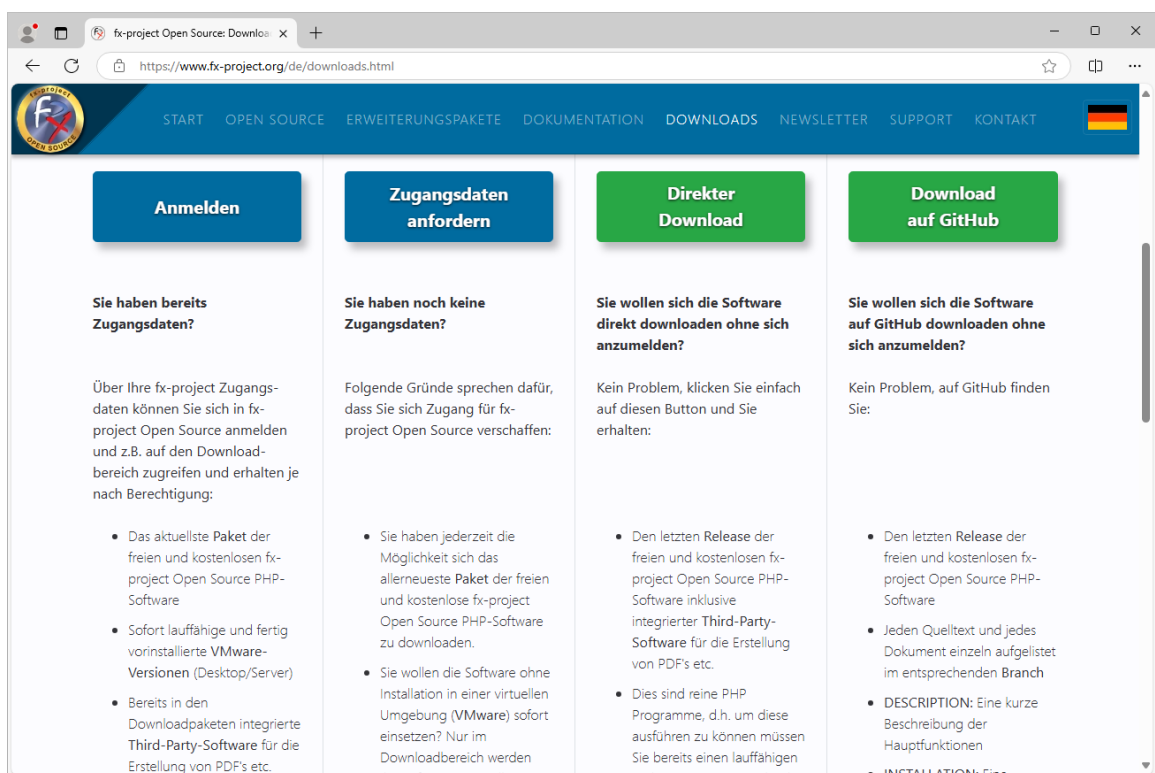 fx-project Open Source: Downloa
https://www.fx-project.org/de/downloads.html
fx-project
fx
OPEN SOURCE
START OPEN SOURCE ERWEITERUNGSPAKETE DOKUMENTATION DOWNLOADS NEWSLETTER SUPPORT KONTAKT
Anmelden
Sie haben bereits
Zugangsdaten?
Über Ihre fx-project Zugangs-
daten können Sie sich in fx-
project Open Source anmelden
und z.B. auf den Download-
bereich zugreifen und erhalten je
nach Berechtigung:
• Das aktuellste Paket der
freien und kostenlosen fx-
project Open Source PHP-
Software
• Sofort lauffähige und fertig
vorinstallierte VMware-
Versionen (Desktop/Server)
• Bereits in den
Downloadpaketen integrierte
Third-Party-Software für die
Erstellung von PDF's etc.
Zugangsdaten
anfordern
Sie haben noch keine
Zugangsdaten?
Folgende Gründe sprechen dafür,
dass Sie sich Zugang für fx-
project Open Source verschaffen:
• Sie haben jederzeit die
Möglichkeit sich das
allerneueste Paket der freien
und kostenlose fx-project
Open Source PHP-Software
zu downloaden.
• Sie wollen die Software ohne
Installation in einer virtuellen
Umgebung (VMware) sofort
einsetzen? Nur im
Downloadbereich werden
Direkter
Download
Sie wollen sich die Software
direkt downloaden ohne sich
anzumelden?
Kein Problem, klicken Sie einfach
auf diesen Button und Sie
erhalten:
• Den letzten Release der
freien und kostenlosen fx-
project Open Source PHP-
Software inklusive
integrierter Third-Party-
Software für die Erstellung
von PDF's etc.
• Dies sind reine PHP
Programme, d.h. um diese
ausführen zu können müssen
Sie bereits einen lauffähigen
Download
auf GitHub
Sie wollen sich die Software
auf GitHub downloaden ohne
sich anzumelden?
Kein Problem, auf GitHub finden
Sie:
• Den letzten Release der
freien und kostenlosen fx-
project Open Source PHP-
Software
• Jeden Quelltext und jedes
Dokument einzeln aufgelistet
im entsprechenden Branch
• DESCRIPTION: Eine kurze
Beschreibung der
Hauptfunktionen
• INSTALLATION: Eine